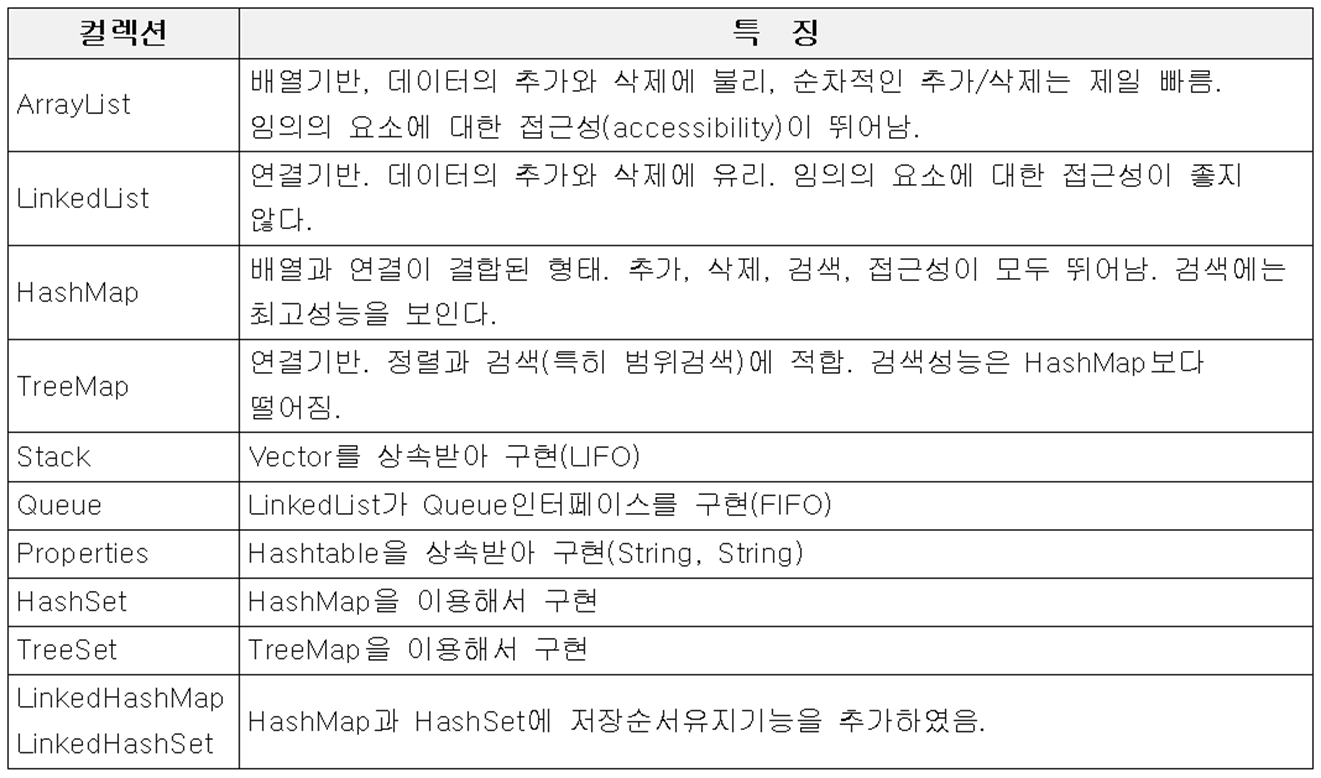 컬렉션 특 징
ArrayList
배열기반, 데이터의 추가와 삭제에 불리, 순차적인 추가/삭제는 제일 빠름.
임의의 요소에 대한 접근성(accessibility)이 뛰어남.
LinkedList
연결기반. 데이터의 추가와 삭제에 유리. 임의의 요소에 대한 접근성이 좋지
않다.
HashMap
배열과 연결이 결합된 형태. 추가, 삭제, 검색, 접근성이 모두 뛰어남. 검색에는
최고성능을 보인다.
TreeMap
연결기반. 정렬과 검색(특히 범위검색)에 적합. 검색성능은 HashMap보다
떨어짐.
Stack Vector를 상속받아 구현(LIFO)
Queue LinkedList가 Queue인터페이스를 구현(FIFO)
Properties Hashtable을 상속받아 구현(String, String)
HashSet HashMap을 이용해서 구현
TreeSet TreeMap을 이용해서 구현
LinkedHashMap
LinkedHashSet
HashMap과 HashSet에 저장순서유지기능을 추가하였음.